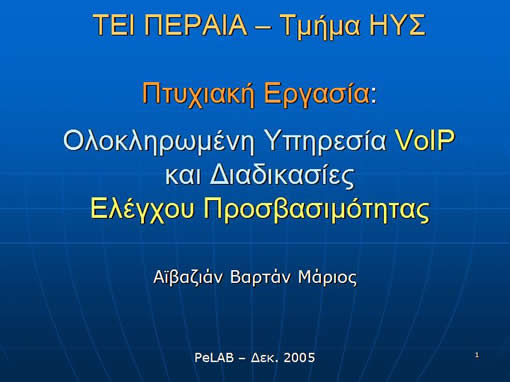 ΤΕΙ ΠΕΡΑΙΑ – Τμήμα ΗΥΣ
Πτυχιακή Εργασία:
Ολοκληρωμένη Υπηρεσία VoIP
και Διαδικασίες
Ελέγχου Προσβασιμότητας
Αϊβαζιάν Βαρτάν Μάριος
PeLAB – Δεκ. 2005
1